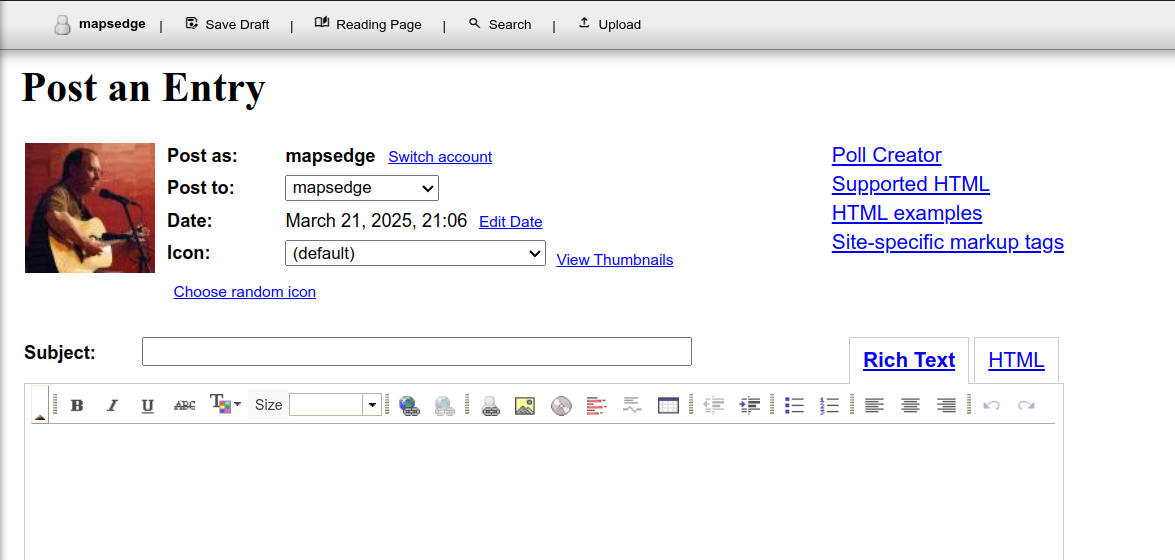 mapsedge | Save Draft | Reading Page | Search | Upload
Post an Entry
Post as: mapsedge Switch account
Post to: mapsedge
Date: March 21, 2025, 21:06 Edit Date
Icon: (default) View Thumbnails
Choose random icon
Poll Creator
Supported HTML
HTML examples
Site-specific markup tags
Subject:
Rich Text HTML
B I U ABC T Size